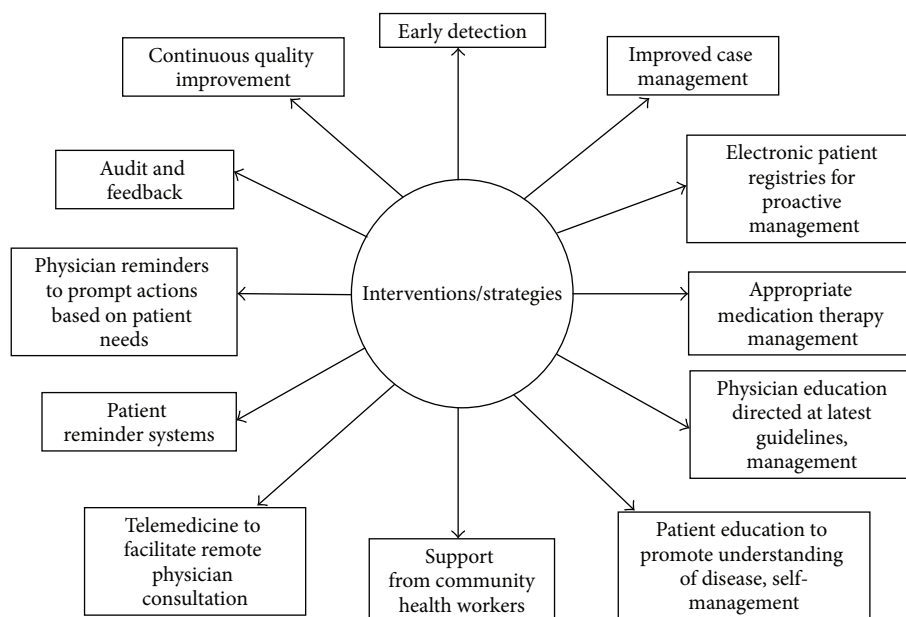 Early detection
Improved case
management
Electronic patient
registries for
proactive
management
Appropriate
medication therapy
management
Physician education
directed at latest
guidelines,
management
Patient education to
promote understanding
of disease, self-
management
Support
from community
health workers
Telemedicine to
facilitate remote
physician
consultation
Patient
reminder systems
Physician reminders
to prompt actions
based on patient
needs
Audit and
feedback
Continuous quality
improvement
Interventions/strategies